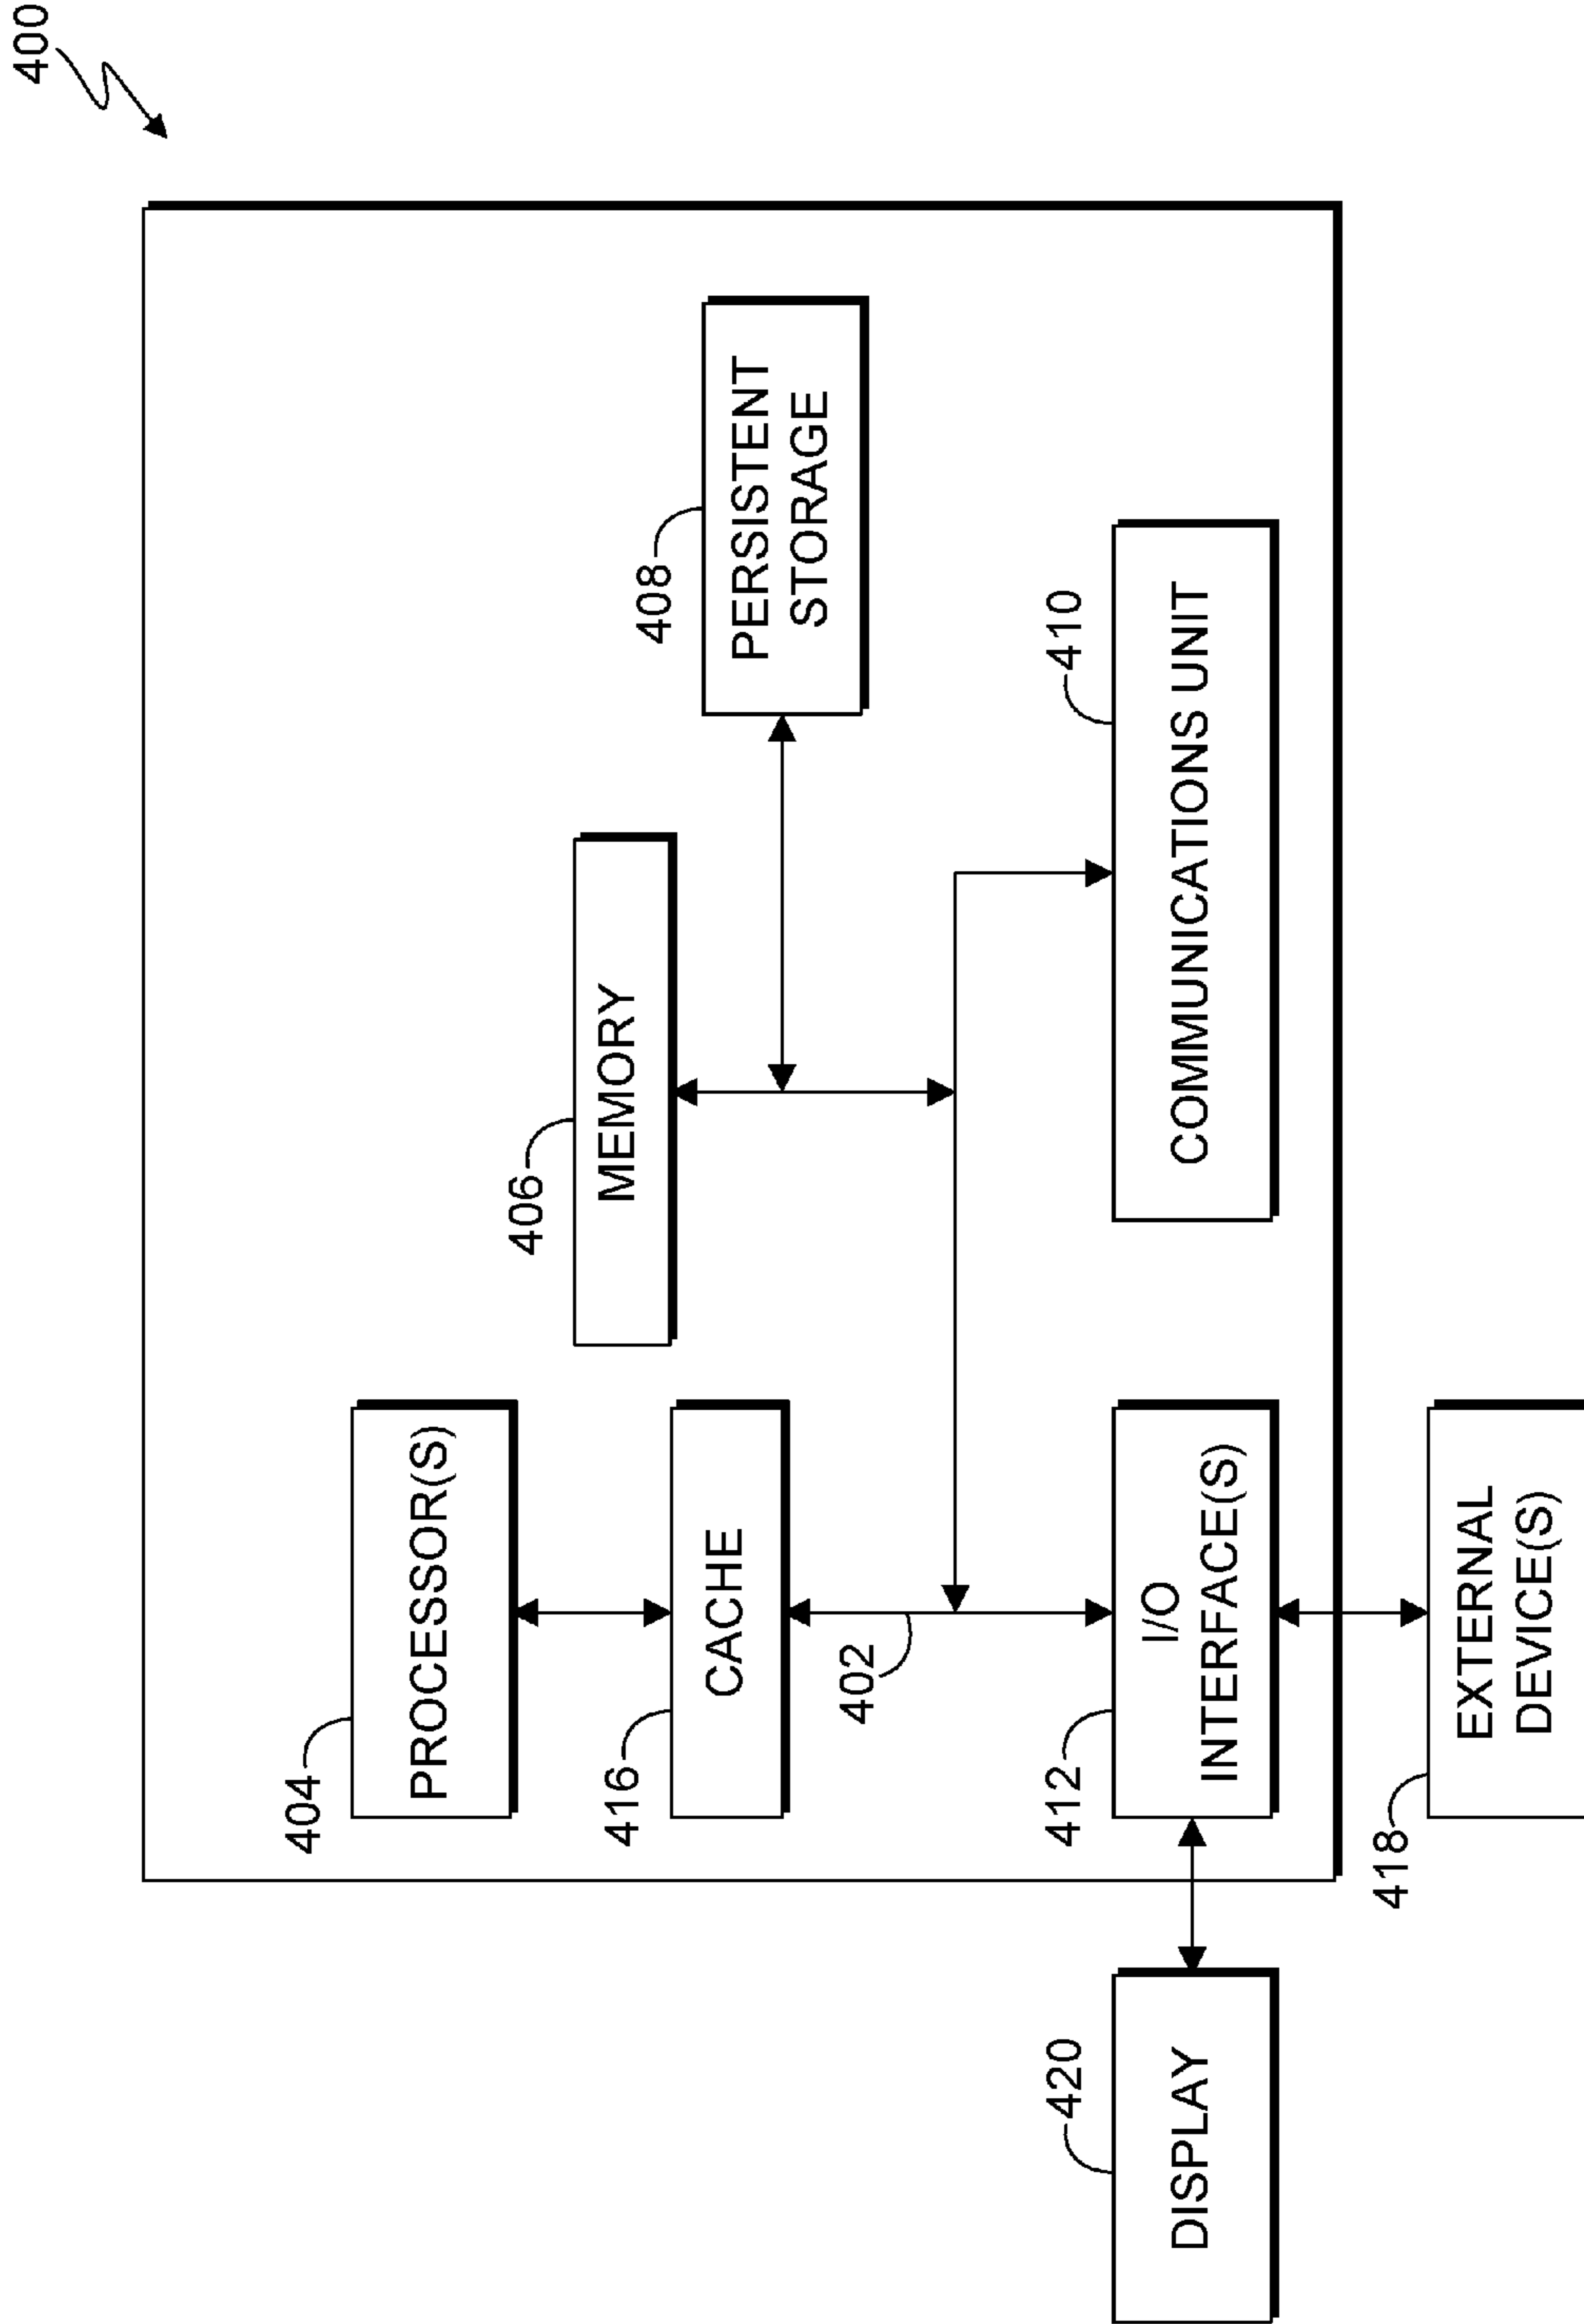 400
404
PROCESSOR(S)
406
MEMORY
416
CACHE
408
PERSISTENT
STORAGE
402
420
DISPLAY
412
I/O
INTERFACE(S)
410
COMMUNICATIONS UNIT
418
EXTERNAL
DEVICE(S)